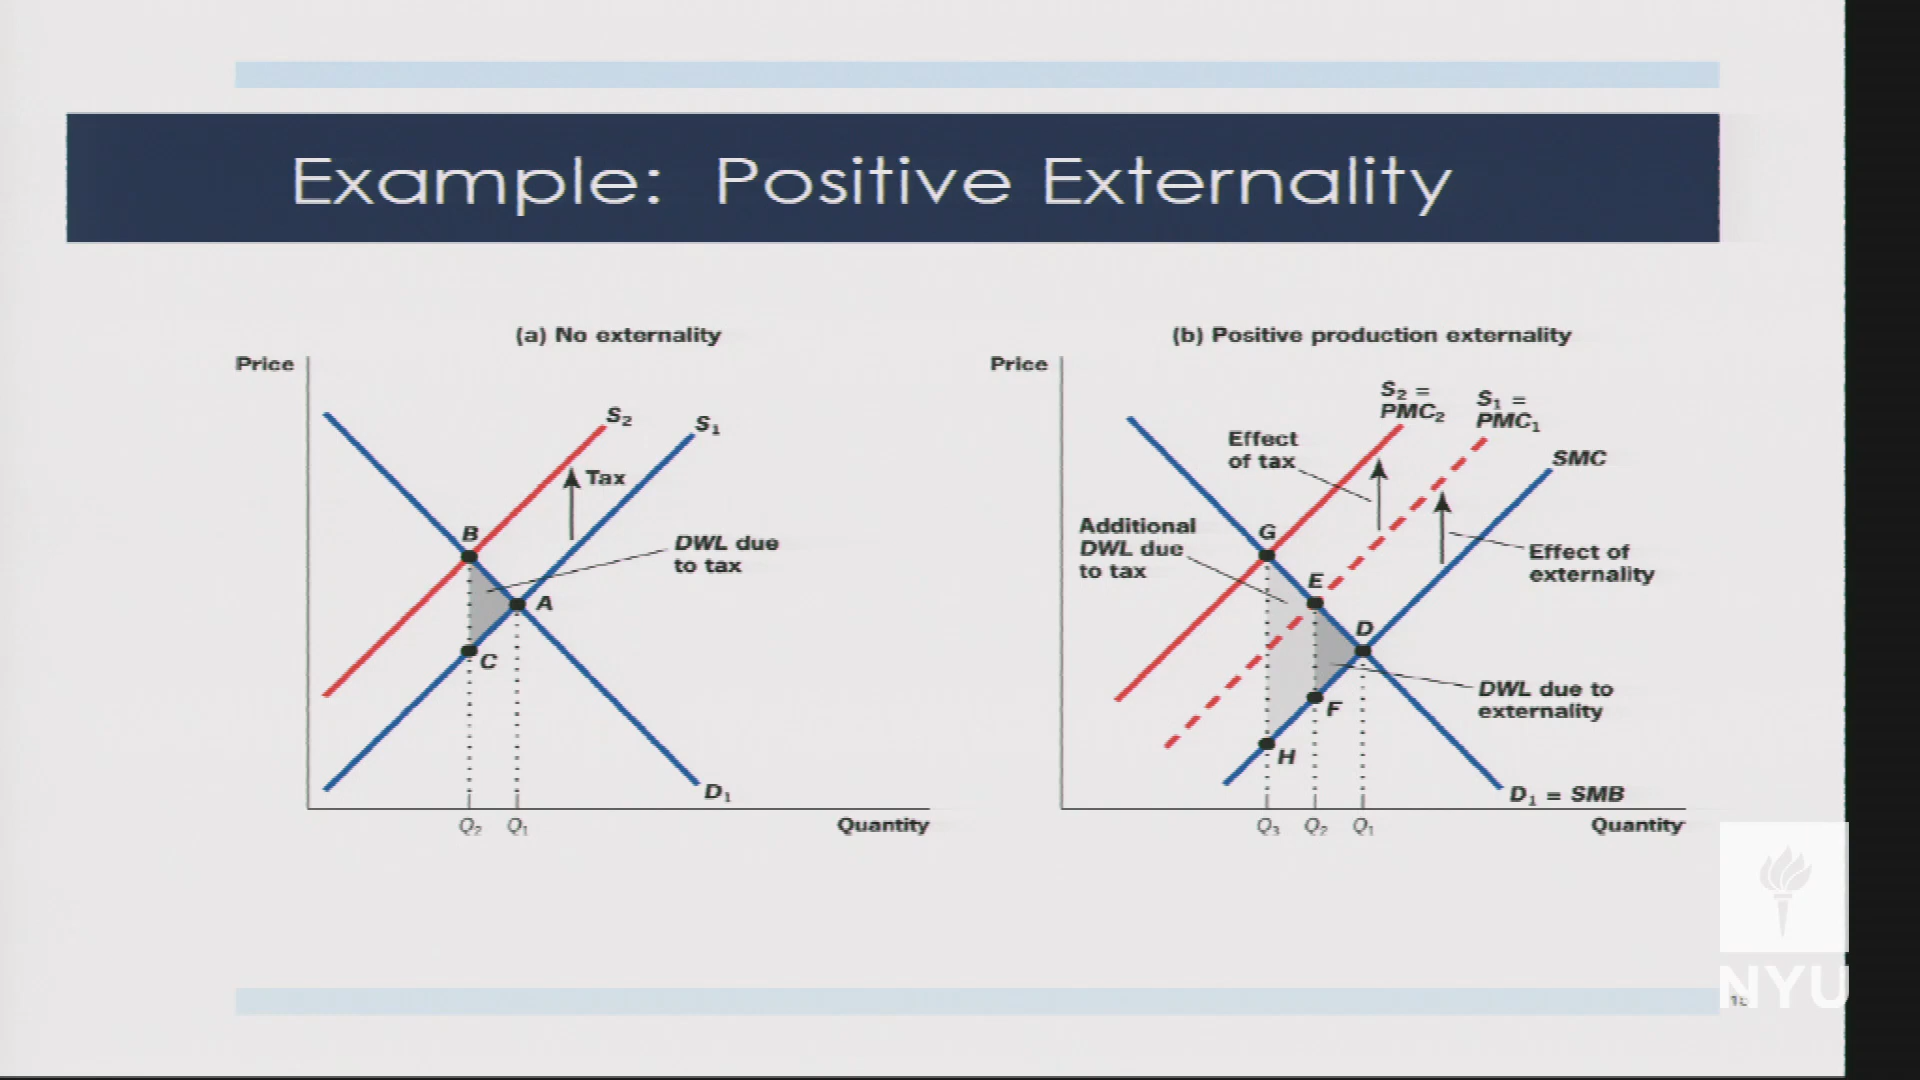 Example: Positive Externality
(a) No externality
Price
S₂
S₁
Tax
B
DWL due
to tax
A
C
D₁
Q₂ Q₁
Quantity
(b) Positive production externality
Price
S₂ =
PMC₂
S₁ =
PMC₁
Effect
of tax
SMC
Additional
DWL due
to tax
G
E
Effect of
externality
D
DWL due to
externality
F
H
D₁ = SMB
Q₃ Q₂ Q₁
Quantity
NYU